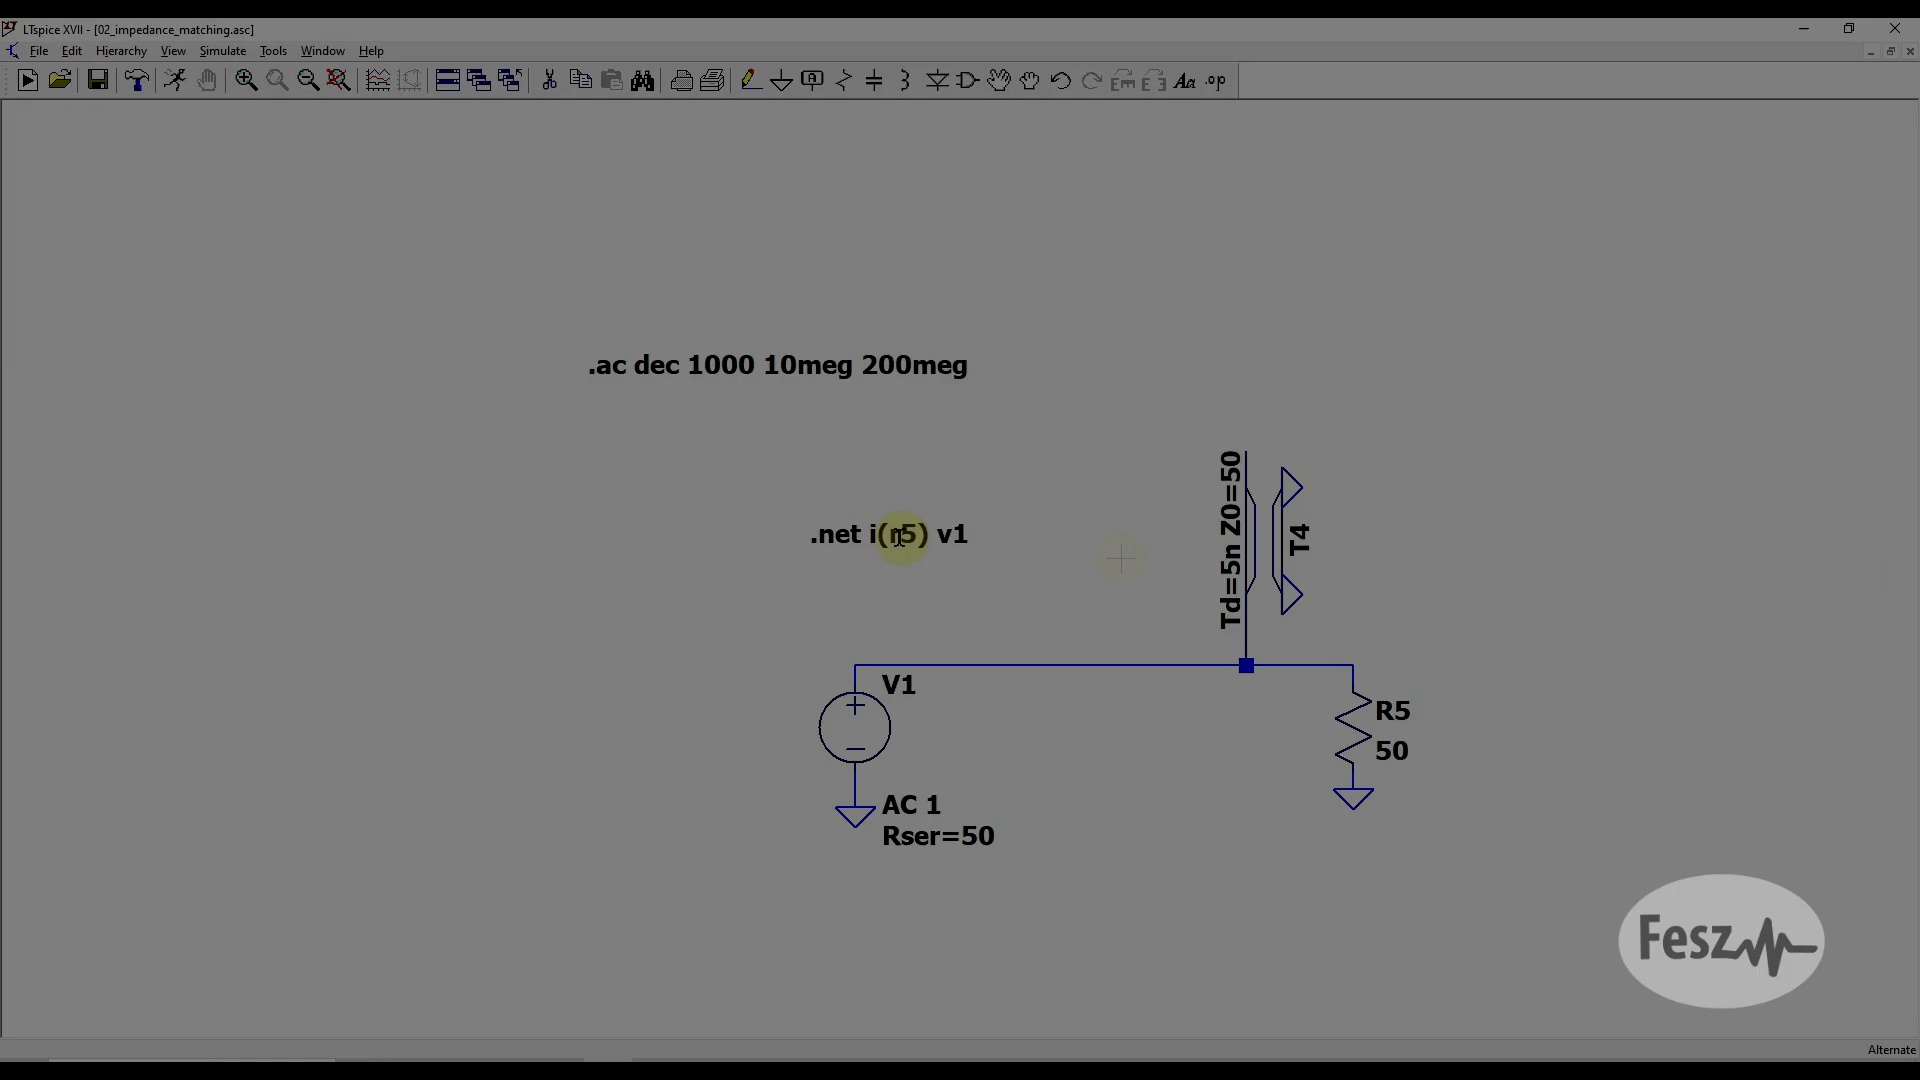 LTspice XVII - [02_impedance_matching.asc]
File Edit Hierarchy View Simulate Tools Window Help
.op
.ac dec 1000 10meg 200meg
.net i(r5) v1
Td=5n Z0=50
T4
V1
R5
50
AC 1
Rser=50
Fesz
Alternate